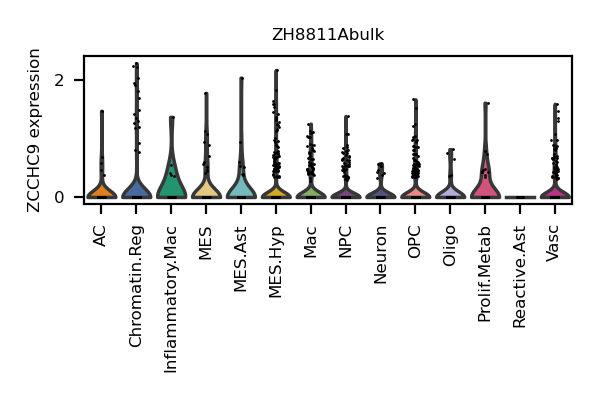 ZH8811Abulk
ZCCHC9 expression
2
0
AC
Chromatin.Reg
Inflammatory.Mac
MES
MES.Ast
MES.Hyp
Mac
NPC
Neuron
OPC
Oligo
Prolif.Metab
Reactive.Ast
Vasc